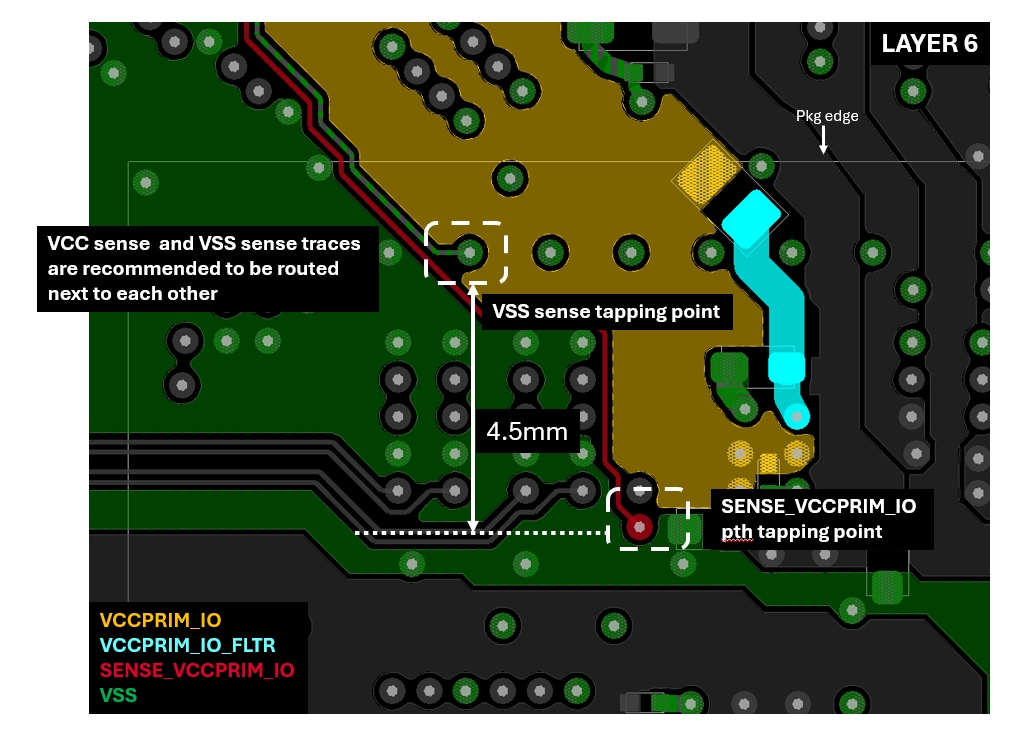 LAYER 6
Pkg edge
VCC sense and VSS sense traces
are recommended to be routed
next to each other
VSS sense tapping point
4.5mm
SENSE_VCCPRIM_IO
pth tapping point
VCCPRIM_IO
VCCPRIM_IO_FLTR
SENSE_VCCPRIM_IO
VSS